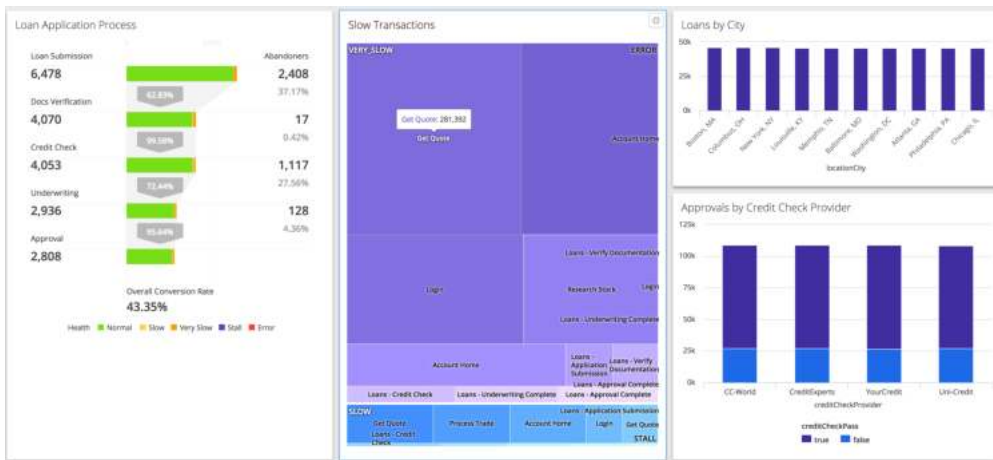 Loan Application Process
Loan Submission
Abandoners
6,478
2,408
62.83%
37.17%
Docs Verification
4,070
17
99.58%
0.42%
Credit Check
4,053
1,117
72.44%
27.56%
Underwriting
2,936
128
95.64%
4.36%
Approval
2,808
Overall Conversion Rate
43.35%
Health Normal Slow Very Slow Stall Error
Slow Transactions
VERY_SLOW
ERROR
Get Quote: 281,392
Get Quote
Account Home
Login
Loans - Verify Documentation
Research Stock
Login
Loans - Underwriting Complete
Account Home
Loans -
Application
Submission
Loans - Verify
Documentation
Loans - Approval Complete
Loans - Credit Check
Loans - Underwriting Complete
Loans - Approval Complete
SLOW
Loans - Application Submission
Get Quote
Process Trade
Account Home
Login
Get Quote
Loans - Credit
Check
STALL
Loans by City
50k
25k
0k
Boston, MA
Columbus, OH
New York, NY
Louisville, KY
Memphis, TN
Baltimore, MD
Washington, DC
Atlanta, GA
Philadelphia, PA
Chicago, IL
locationCity
Approvals by Credit Check Provider
125k
100k
75k
50k
25k
0k
CC-World
CreditExperts
YourCredit
Uni-Credit
creditCheckProvider
creditCheckPass
true
false